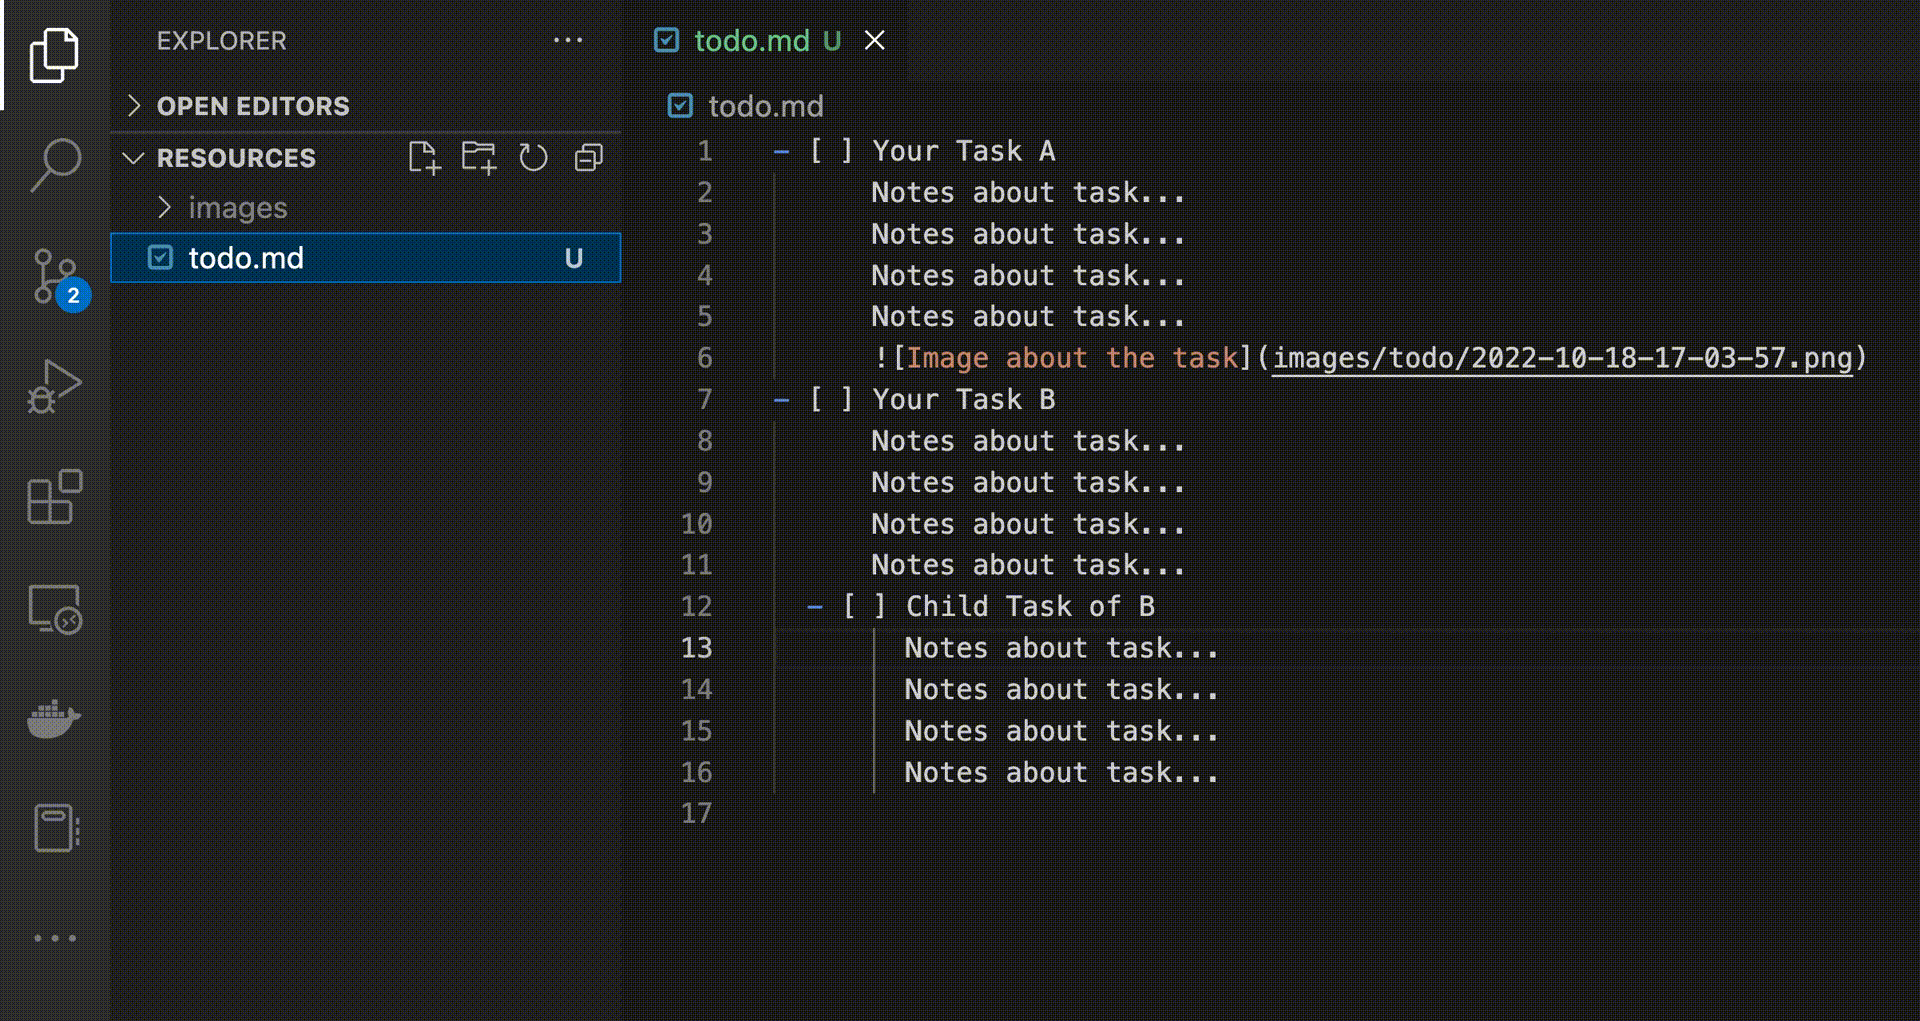 EXPLORER
OPEN EDITORS
RESOURCES
images
todo.md U
2
todo.md U
todo.md
1 - [ ] Your Task A
2 Notes about task...
3 Notes about task...
4 Notes about task...
5 Notes about task...
6 ![Image about the task](images/todo/2022-10-18-17-03-57.png)
7 - [ ] Your Task B
8 Notes about task...
9 Notes about task...
10 Notes about task...
11 Notes about task...
12 - [ ] Child Task of B
13 Notes about task...
14 Notes about task...
15 Notes about task...
16 Notes about task...
17